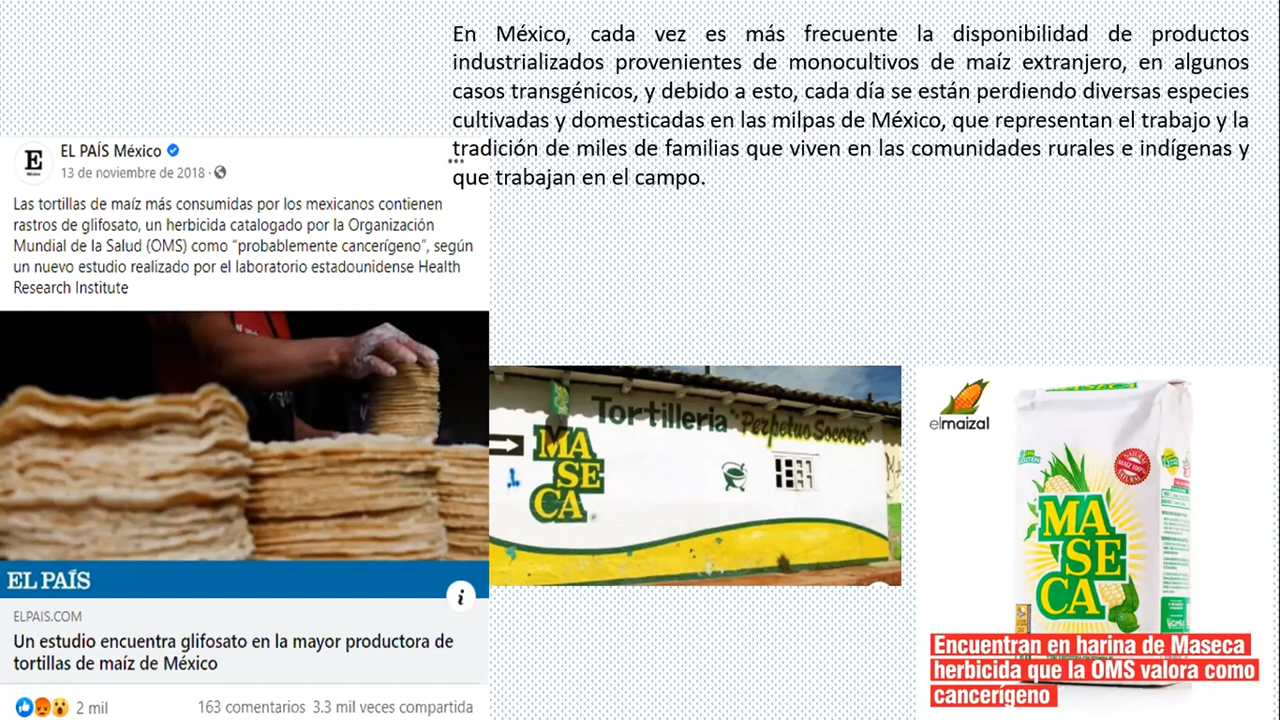 En México, cada vez es más frecuente la disponibilidad de productos
industrializados provenientes de monocultivos de maíz extranjero, en algunos
casos transgénicos, y debido a esto, cada día se están perdiendo diversas especies
cultivadas y domesticadas en las milpas de México, que representan el trabajo y la
tradición de miles de familias que viven en las comunidades rurales e indígenas y
que trabajan en el campo.
E
EL PAÍS México
13 de noviembre de 2018
Las tortillas de maíz más consumidas por los mexicanos contienen
rastros de glifosato, un herbicida catalogado por la Organización
Mundial de la Salud (OMS) como “probablemente cancerígeno”, según
un nuevo estudio realizado por el laboratorio estadounidense Health
Research Institute
EL PAÍS
ELPAIS.COM
Un estudio encuentra glifosato en la mayor productora de
tortillas de maíz de México
2 mil
163 comentarios 3.3 mil veces compartida
Tortilleria "Perpetuo Socorro"
MA
SE
CA
elmaizal
MASECA
MA
SE
CA
Encuentran en harina de Maseca
herbicida que la OMS valora como
cancerígeno